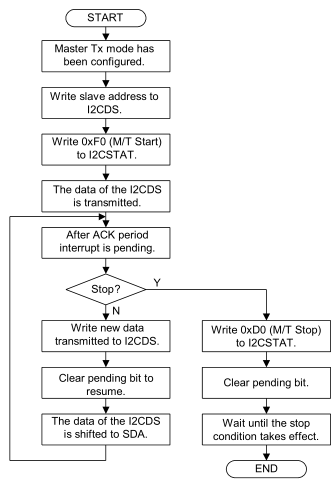 START
Master Tx mode has
been configured.
Write slave address to
I2CDS.
Write 0xF0 (M/T Start)
to I2CSTAT.
The data of the I2CDS
is transmitted.
After ACK period
interrupt is pending.
Stop?
Y
N
Write new data
transmitted to I2CDS.
Clear pending bit to
resume.
The data of the I2CDS
is shifted to SDA.
Write 0xD0 (M/T Stop)
to I2CSTAT.
Clear pending bit.
Wait until the stop
condition takes effect.
END